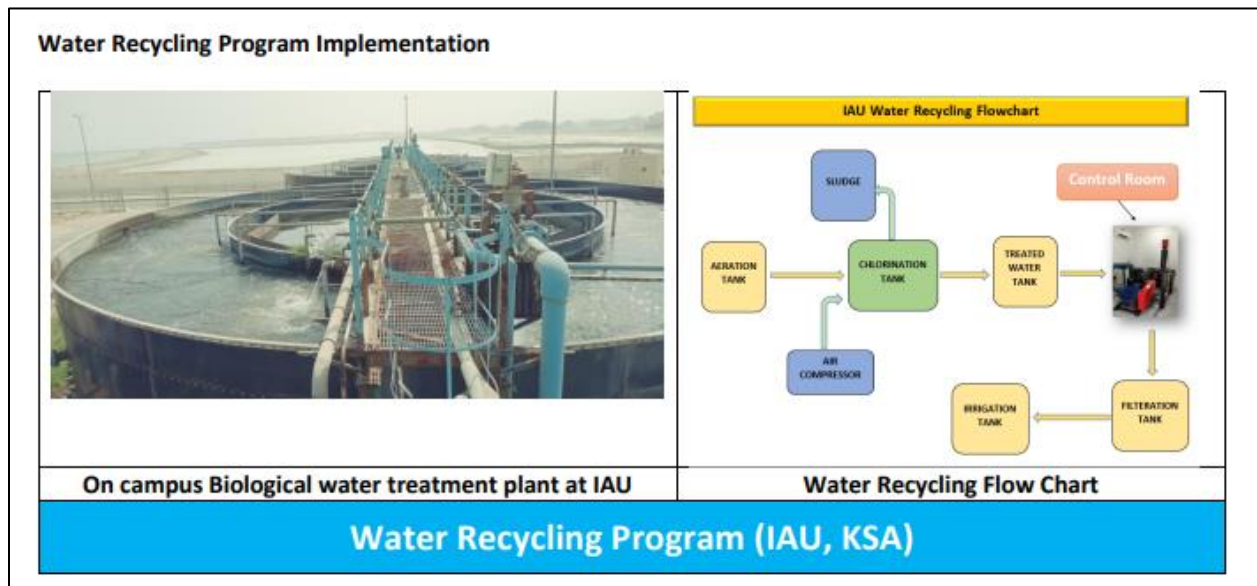 Water Recycling Program Implementation
IAU Water Recycling Flowchart
SLUDGE
Control Room
AERATION
TANK
CHLORINATION
TANK
TREATED
WATER
TANK
AIR
COMPRESSOR
IRRIGATION
TANK
FILTERATION
TANK
On campus Biological water treatment plant at IAU
Water Recycling Flow Chart
Water Recycling Program (IAU, KSA)